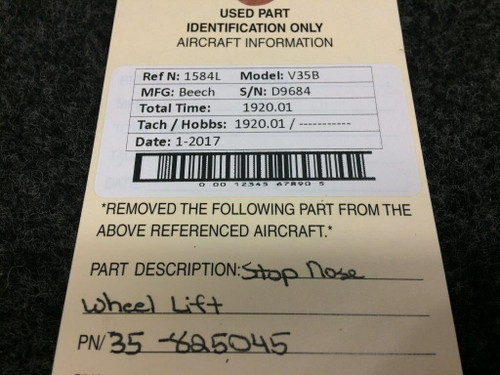 USED PART
IDENTIFICATION ONLY
AIRCRAFT INFORMATION
Ref N: 1584L Model: V35B
MFG: Beech S/N: D9684
Total Time: 1920.01
Tach / Hobbs: 1920.01 / -----------
Date: 1-2017
0 00 12345 67890 5
*REMOVED THE FOLLOWING PART FROM THE
ABOVE REFERENCED AIRCRAFT.*
PART DESCRIPTION: Stop Nose
Wheel Lift
PN/ 35-825045